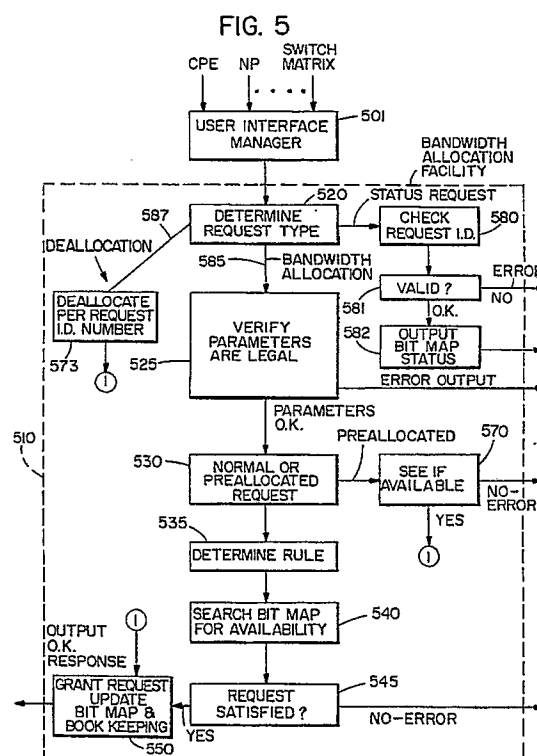 FIG. 5
CPE
NP
SWITCH
MATRIX
USER INTERFACE
MANAGER
501
BANDWIDTH
ALLOCATION
FACILITY
587
520
STATUS REQUEST
DETERMINE
REQUEST TYPE
CHECK
REQUEST I.D.
580
DEALLOCATION
585
BANDWIDTH
ALLOCATION
VALID ?
ERROR
NO
581
O.K.
DEALLOCATE
PER REQUEST
I.D. NUMBER
573
1
VERIFY
PARAMETERS
ARE LEGAL
525
582
OUTPUT
BIT MAP
STATUS
ERROR OUTPUT
PARAMETERS
O.K.
510
530
NORMAL OR
PREALLOCATED
REQUEST
PREALLOCATED
570
SEE IF
AVAILABLE
NO-
ERROR
YES
1
535
DETERMINE RULE
SEARCH BIT MAP
FOR AVAILABILITY
540
1
OUTPUT
O.K.
RESPONSE
GRANT REQUEST
UPDATE
BIT MAP &
BOOK KEEPING
550
YES
REQUEST
SATISFIED ?
545
NO-ERROR